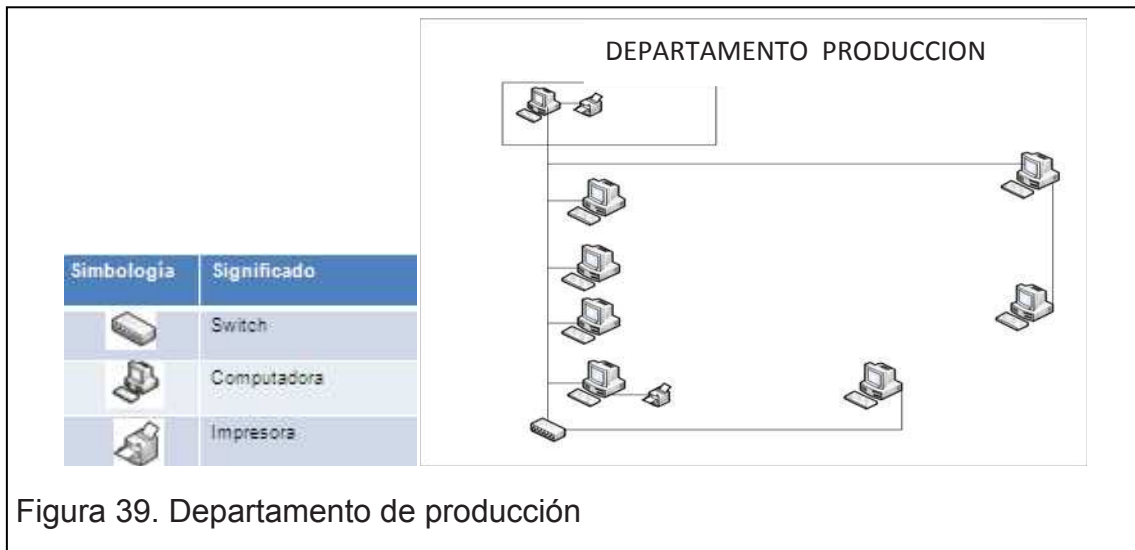 DEPARTAMENTO PRODUCCION
Simbología Significado
Switch
Computadora
Impresora
Figura 39. Departamento de producción